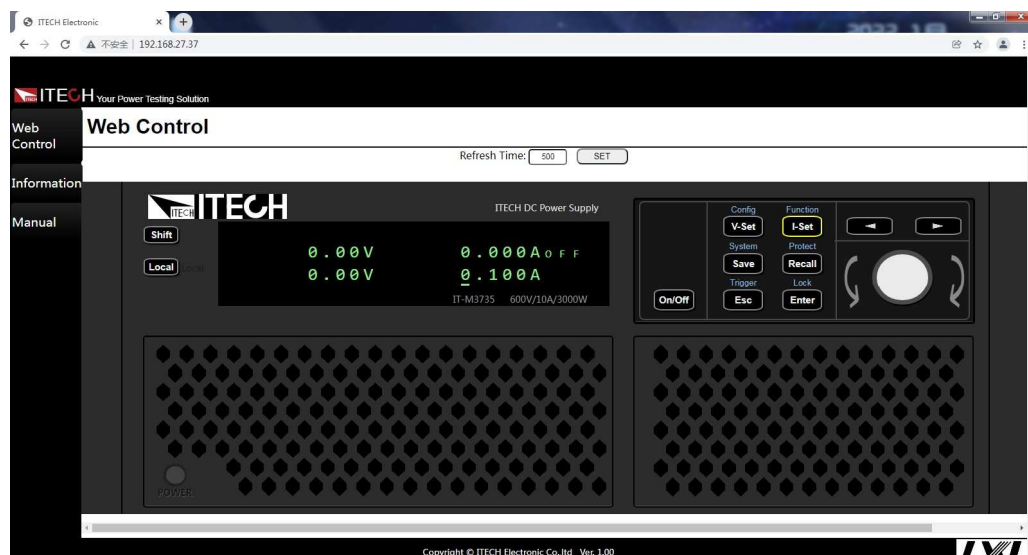 ITECH Electronic
不安全 | 192.168.27.37
ITECH Your Power Testing Solution
Web Control
Information
Manual
Web Control
Refresh Time: 500 SET
ITECH ITECH
ITECH DC Power Supply
Shift
Local
0.00V 0.000A OFF
0.00V 0.100A
IT-M3735 600V/10A/3000W
Config Function
V-Set I-Set
System Protect
Save Recall
Trigger Lock
On/Off Esc Enter
POWER
Copyright © ITECH Electronic Co.,ltd Ver. 1.00
LXI